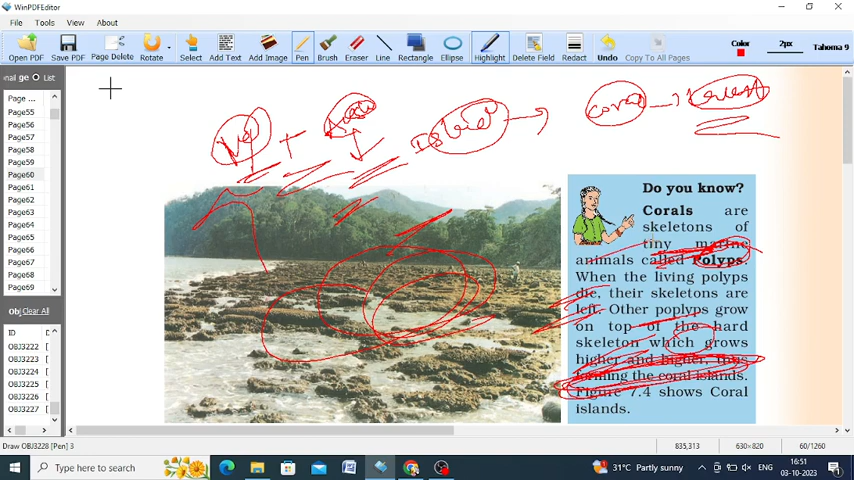 WinPDFEditor
File Tools View About
Open PDF Save PDF Page Delete Rotate Select Add Text Add Image Pen Brush Eraser Line Rectangle Ellipse Highlight Delete Field Redact Undo Copy To All Pages Color 2px Tahoma 9
nail ge List
Page ...
Page55
Page56
Page57
Page58
Page59
Page60
Page61
Page62
Page63
Page64
Page65
Page66
Page67
Page68
Page69
Obj Clear All
ID
OBJ3222 [
OBJ3223 [
OBJ3224 [
OBJ3225 [
OBJ3226 [
OBJ3227 [
Do you know?
Corals are
skeletons of
tiny marine
animals called Polyps.
When the living polyps
die, their skeletons are
left. Other poplyps grow
on top of the hard
skeleton which grows
higher and higher, thus
forming the coral islands.
Figure 7.4 shows Coral
islands.
Draw OBJ3228 [Pen] 3 835,313 630×820 60/1260
Type here to search 31°C Partly sunny ENG 16:51 03-10-2023